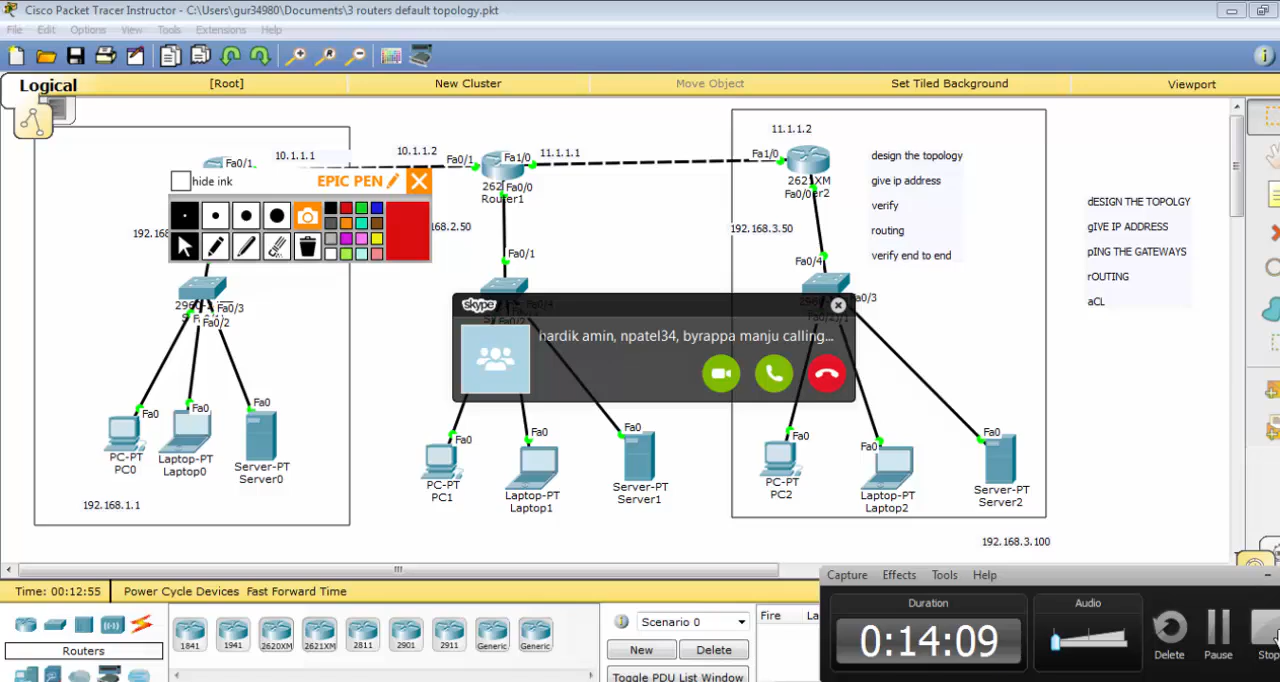 Cisco Packet Tracer Instructor - C:\Users\gur34980\Documents\3 routers default topology.pkt
File Edit Options View Tools Extensions Help
Logical
[Root]
New Cluster
Move Object
Set Tiled Background
Viewport
11.1.1.2
10.1.1.1
10.1.1.2
11.1.1.1
Fa0/1
Fa0/1
Fa1/0
Fa1/0
design the topology
give ip address
verify
routing
verify end to end
hide ink
EPIC PEN
Fa0/0
Router1
Fa0/0
192.168.3.50
dESIGN THE TOPOLGY
gIVE IP ADDRESS
pING THE GATEWAYS
rOUTING
aCL
Fa0/1
Fa0/4
Fa0/3
Fa0/3
Fa0/2
skype
hardik amin, npatel34, byrappa manju calling...
Fa0
Fa0
Fa0
PC-PT
PC0
Laptop-PT
Laptop0
Server-PT
Server0
192.168.1.1
Fa0
Fa0
Fa0
PC-PT
PC1
Laptop-PT
Laptop1
Server-PT
Server1
Fa0
Fa0
Fa0
PC-PT
PC2
Laptop-PT
Laptop2
Server-PT
Server2
192.168.3.100
Time: 00:12:55
Power Cycle Devices Fast Forward Time
Routers
1841
1941
2620XM
2621XM
2811
2901
2911
Generic
Generic
Scenario 0
New
Delete
Toggle PDU List Window
Fire
Capture Effects Tools Help
Duration
0:14:09
Audio
Delete
Pause
Stop